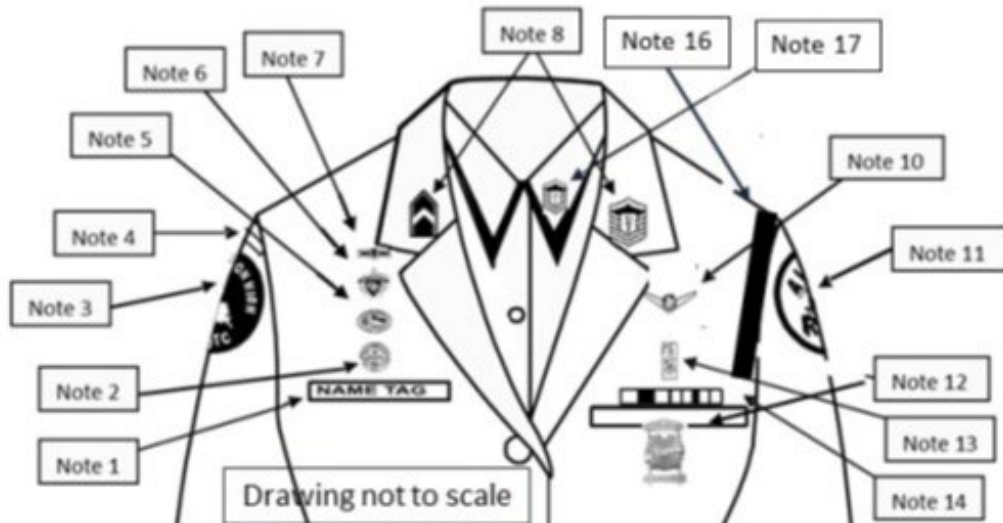 Note 8
Note 16
Note 17
Note 7
Note 6
Note 5
Note 10
Note 4
Note 11
Note 3
Note 2
Note 12
NAME TAG
Note 1
Note 13
Note 14
Drawing not to scale